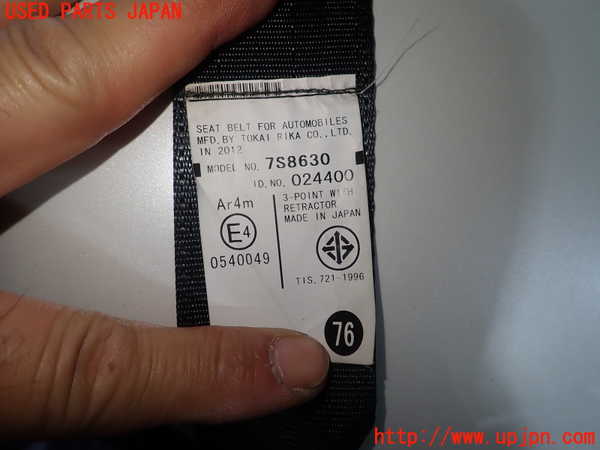 USED PARTS JAPAN
SEAT BELT FOR AUTOMOBILES
MFD. BY TOKAI RIKA CO., LTD.
IN 2012
MODEL NO. 7S8630
ID. NO. 024400
Ar4m
E4
0540049
3-POINT WITH
RETRACTOR
MADE IN JAPAN
TIS. 721-1996
76
http://www.upjpn.com